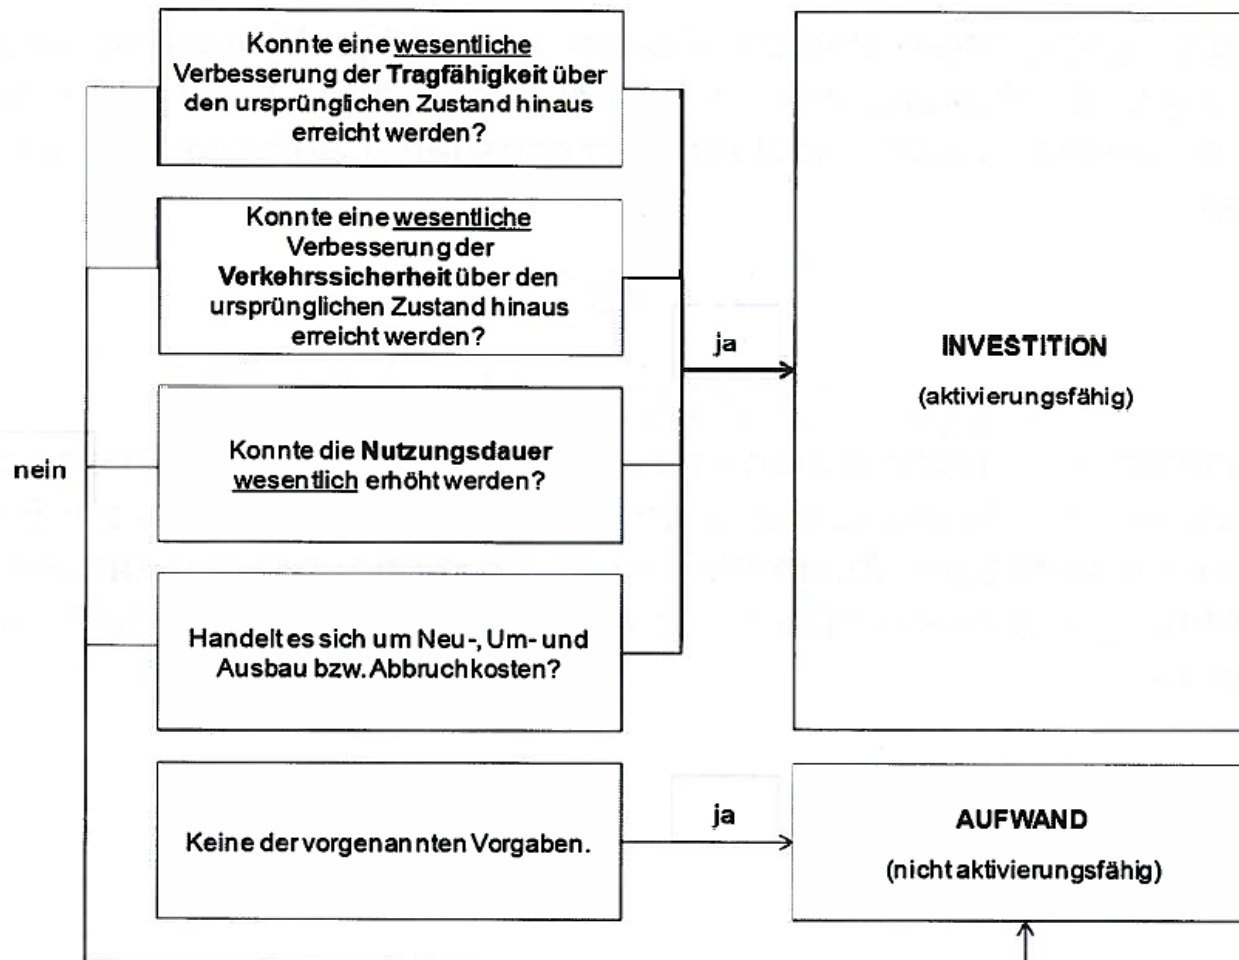 Konnte eine wesentliche
Verbesserung der Tragfähigkeit über
den ursprünglichen Zustand hinaus
erreicht werden?
Konnte eine wesentliche
Verbesserung der
Verkehrssicherheit über den
ursprünglichen Zustand hinaus
erreicht werden?
ja
INVESTITION
(aktivierungsfähig)
nein
Konnte die Nutzungsdauer
wesentlich erhöht werden?
Handelt es sich um Neu-, Um- und
Ausbau bzw. Abbruchkosten?
Keine der vorgenannten Vorgaben.
ja
AUFWAND
(nicht aktivierungsfähig)